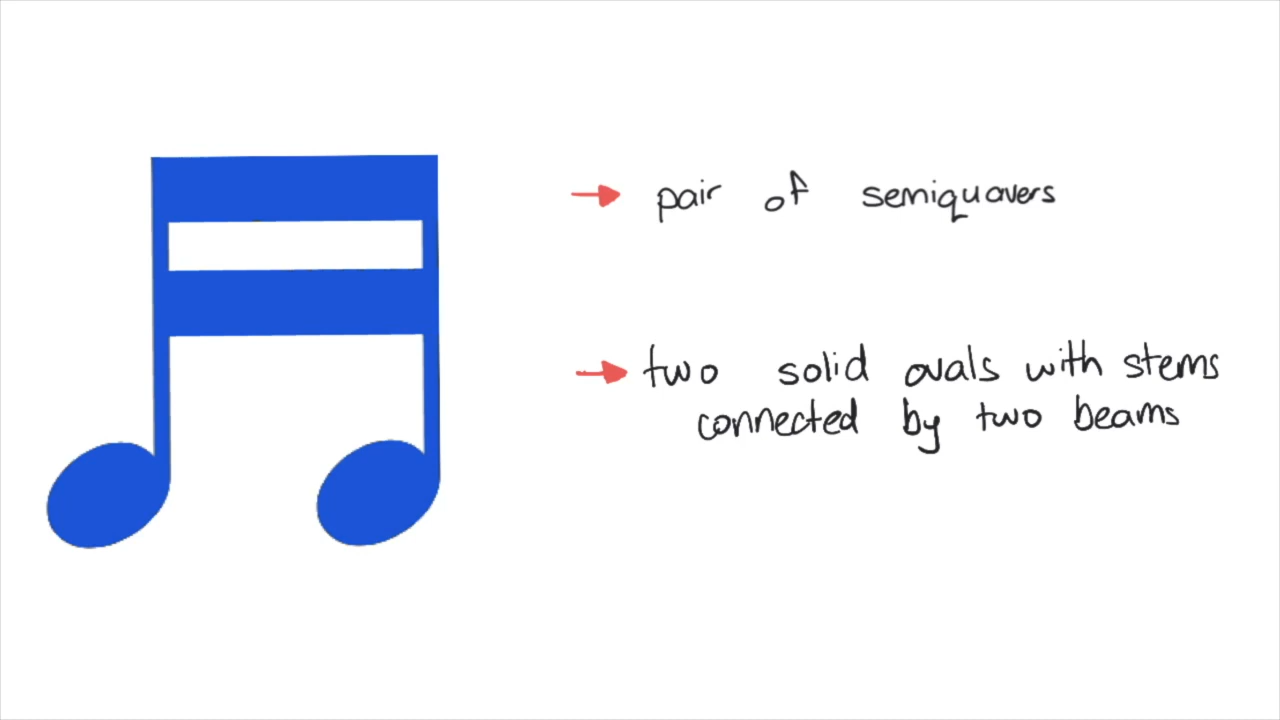 pair of semiquavers
two solid ovals with stems
connected by two beams